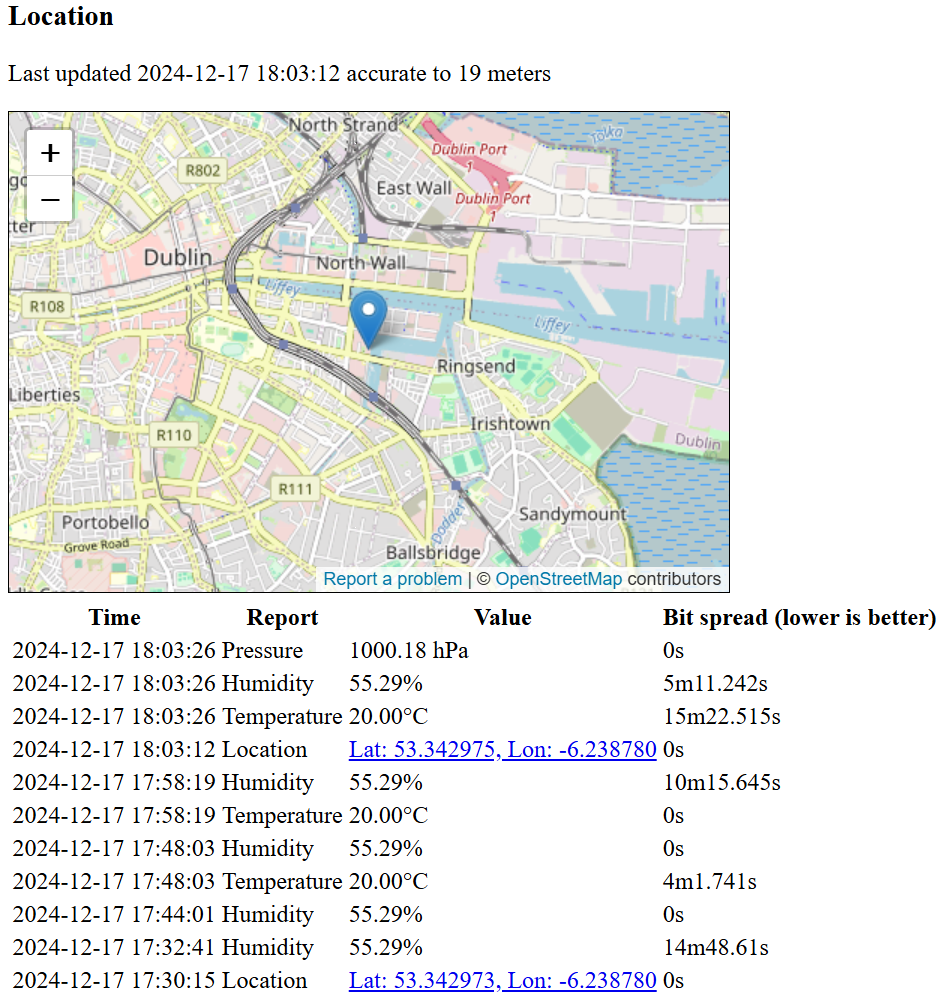 Location
Last updated 2024-12-17 18:03:12 accurate to 19 meters
+
−
North Strand
Tolka
Dublin Port
1
R802
East Wall
Dublin Port
1
Dublin
North Wall
Liffey
R108
Liffey
Ringsend
Liberties
Irishtown
R110
Dublin
R111
Dodder
Portobello
Sandymount
Grove Road
Ballsbridge
Report a problem | © OpenStreetMap contributors
Time Report Value Bit spread (lower is better)
2024-12-17 18:03:26 Pressure 1000.18 hPa 0s
2024-12-17 18:03:26 Humidity 55.29% 5m11.242s
2024-12-17 18:03:26 Temperature 20.00°C 15m22.515s
2024-12-17 18:03:12 Location Lat: 53.342975, Lon: -6.238780 0s
2024-12-17 17:58:19 Humidity 55.29% 10m15.645s
2024-12-17 17:58:19 Temperature 20.00°C 0s
2024-12-17 17:48:03 Humidity 55.29% 0s
2024-12-17 17:48:03 Temperature 20.00°C 4m1.741s
2024-12-17 17:44:01 Humidity 55.29% 0s
2024-12-17 17:32:41 Humidity 55.29% 14m48.61s
2024-12-17 17:30:15 Location Lat: 53.342973, Lon: -6.238780 0s